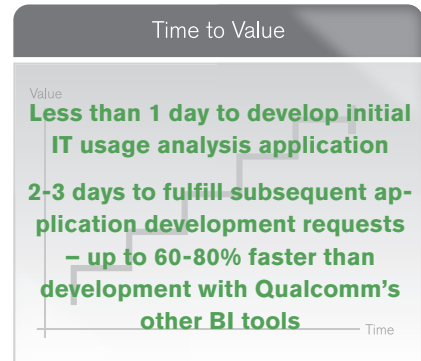 Time to Value
Value
Less than 1 day to develop initial
IT usage analysis application
2-3 days to fulfill subsequent ap-
plication development requests
– up to 60-80% faster than
development with Qualcomm’s
other BI tools
Time